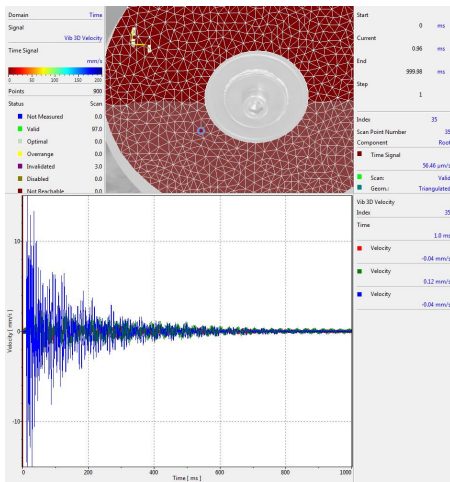 Domain Time
Signal
Vib 3D Velocity
Time Signal
mm/s
0 50 100 150 200
Points 900
Status Scan
Not Measured 0.0
Valid 97.0
Optimal 0.0
Overrange 0.0
Invalidated 3.0
Disabled 0.0
Not Reachable 0.0
Start
0 ms
Current
0.96 ms
End
999.98 ms
Step
1
Index 35
Scan Point Number 35
Component Root
Time Signal
56.46 µm/s
Scan: Valid
Geom.: Triangulated
Vib 3D Velocity
Index 35
Time
1.0 ms
Velocity
-0.04 mm/s
Velocity
0.12 mm/s
Velocity
-0.04 mm/s
Velocity [ mm/s ]
10
0
-10
0 200 400 600 800 1000
Time [ ms ]